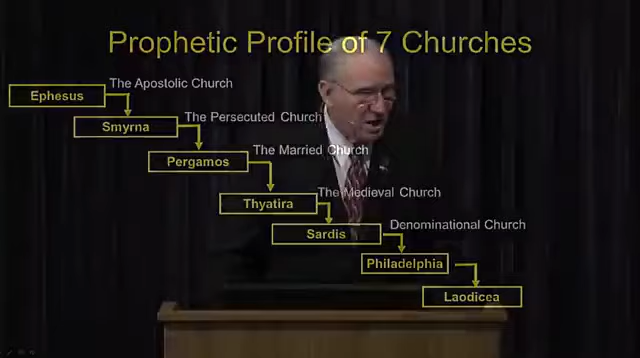 Prophetic Profile of 7 Churches
The Apostolic Church
Ephesus
The Persecuted Church
Smyrna
The Married Church
Pergamos
The Medieval Church
Thyatira
Denominational Church
Sardis
Philadelphia
Laodicea